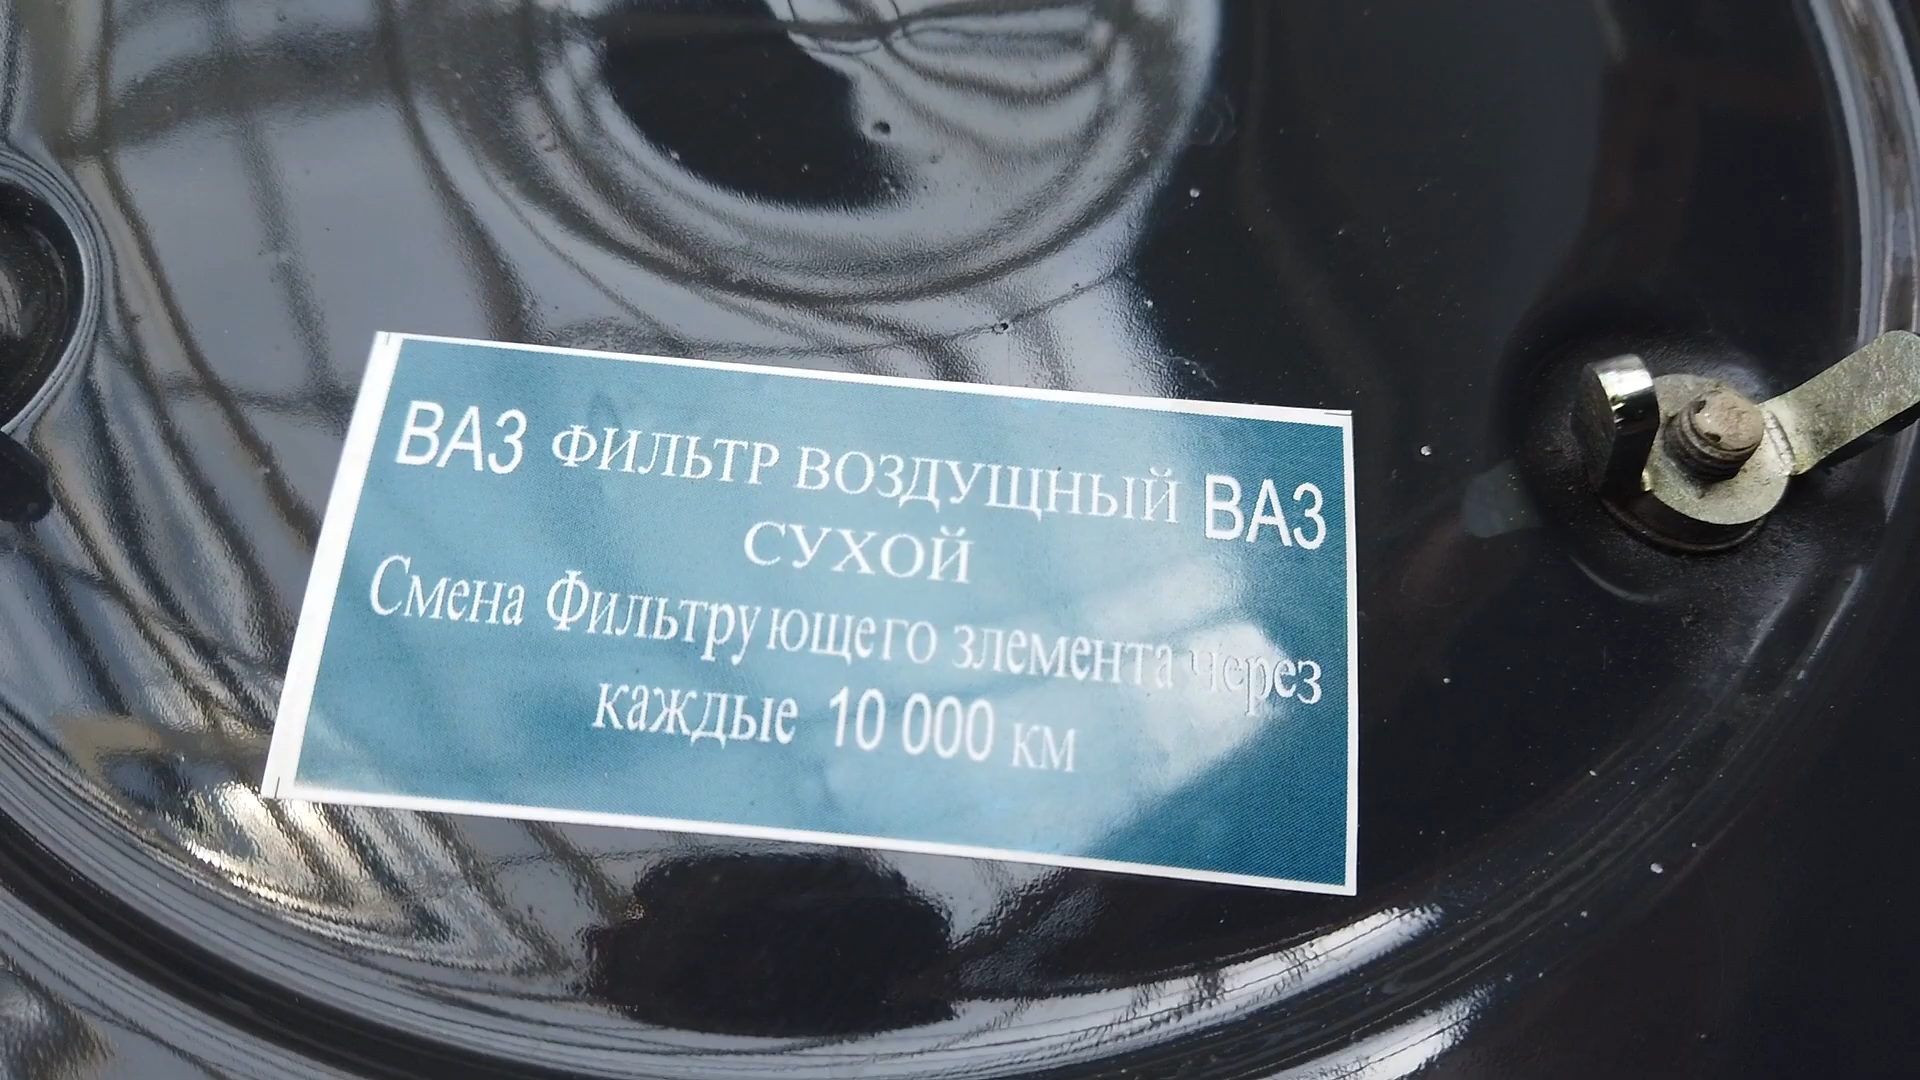 ВАЗ ФИЛЬТР ВОЗДУЩНЫЙ ВАЗ
СУХОЙ
Смена Фильтрующего злемента через
каждые 10 000 км